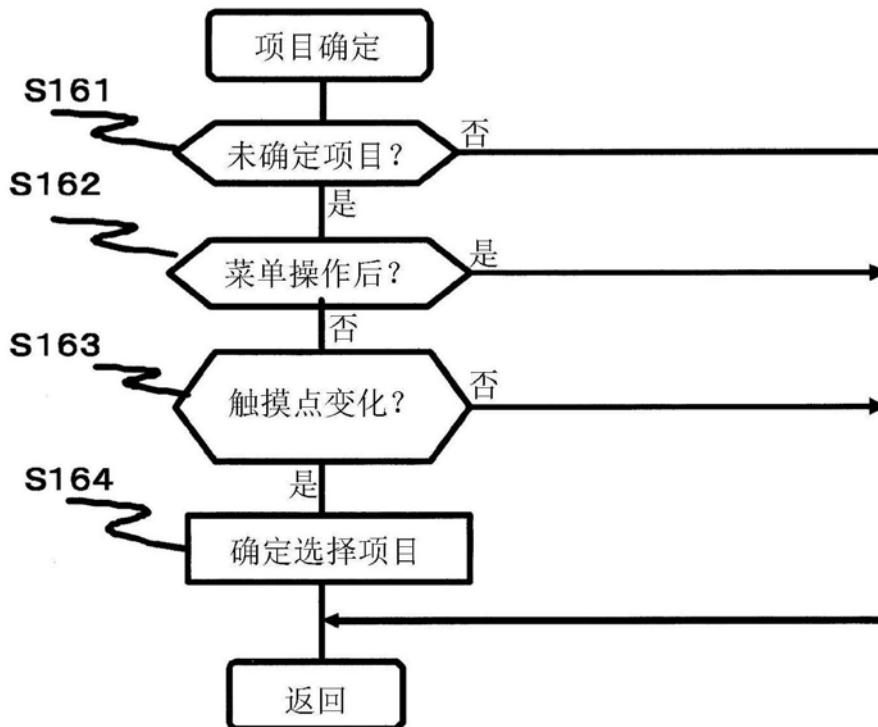 项目确定
S161
未确定项目？
否
是
S162
菜单操作后？
是
否
S163
触摸点变化？
否
是
S164
确定选择项目
返回